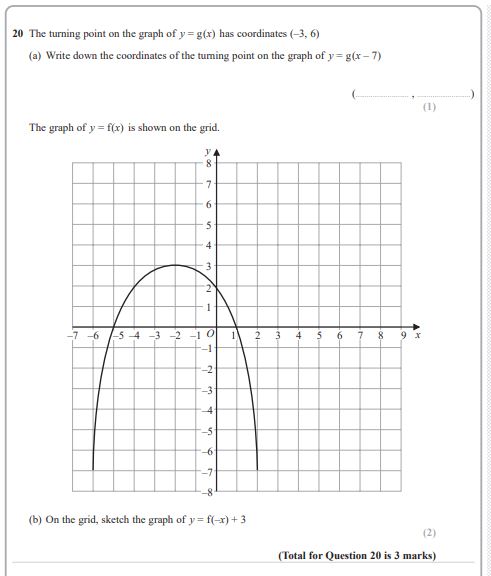 20 The turning point on the graph of y = g(x) has coordinates (–3, 6)
(a) Write down the coordinates of the turning point on the graph of y = g(x – 7)
(.............................. , ..............................)
(1)
The graph of y = f(x) is shown on the grid.
y
8
7
6
5
4
3
2
1
–7 –6 –5 –4 –3 –2 –1 O 1 2 3 4 5 6 7 8 9 x
–1
–2
–3
–4
–5
–6
–7
–8
(b) On the grid, sketch the graph of y = f(–x) + 3
(2)
(Total for Question 20 is 3 marks)